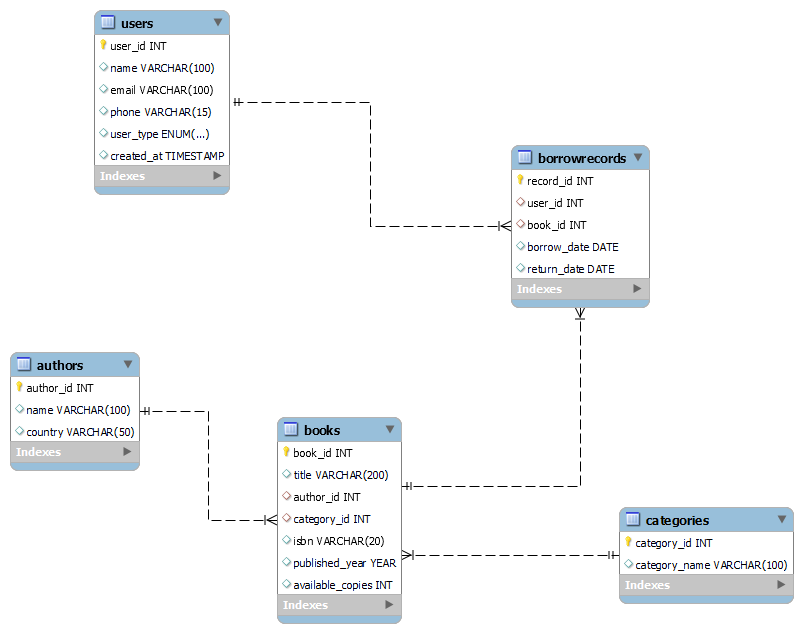 users
user_id INT
name VARCHAR(100)
email VARCHAR(100)
phone VARCHAR(15)
user_type ENUM(...)
created_at TIMESTAMP
Indexes
borrowrecords
record_id INT
user_id INT
book_id INT
borrow_date DATE
return_date DATE
Indexes
authors
author_id INT
name VARCHAR(100)
country VARCHAR(50)
Indexes
books
book_id INT
title VARCHAR(200)
author_id INT
category_id INT
isbn VARCHAR(20)
published_year YEAR
available_copies INT
Indexes
categories
category_id INT
category_name VARCHAR(100)
Indexes